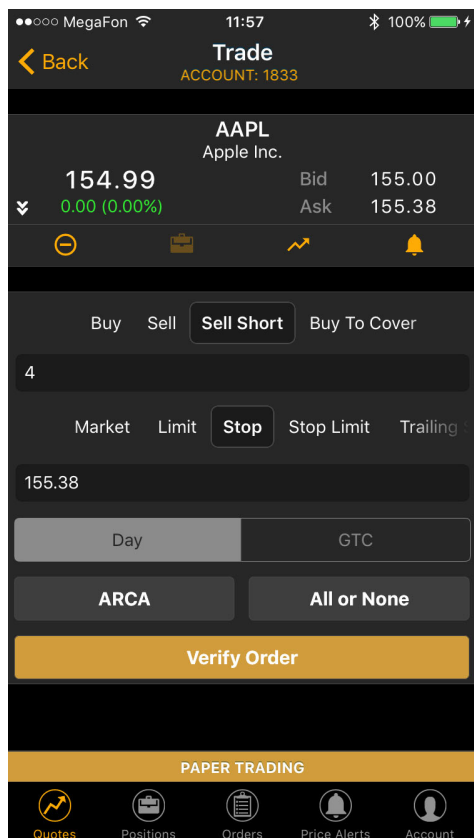 MegaFon 11:57 100%
Back
Trade
ACCOUNT: 1833
AAPL
Apple Inc.
154.99 Bid 155.00
0.00 (0.00%) Ask 155.38
Buy Sell Sell Short Buy To Cover
4
Market Limit Stop Stop Limit Trailing
155.38
Day GTC
ARCA All or None
Verify Order
PAPER TRADING
Quotes Positions Orders Price Alerts Account